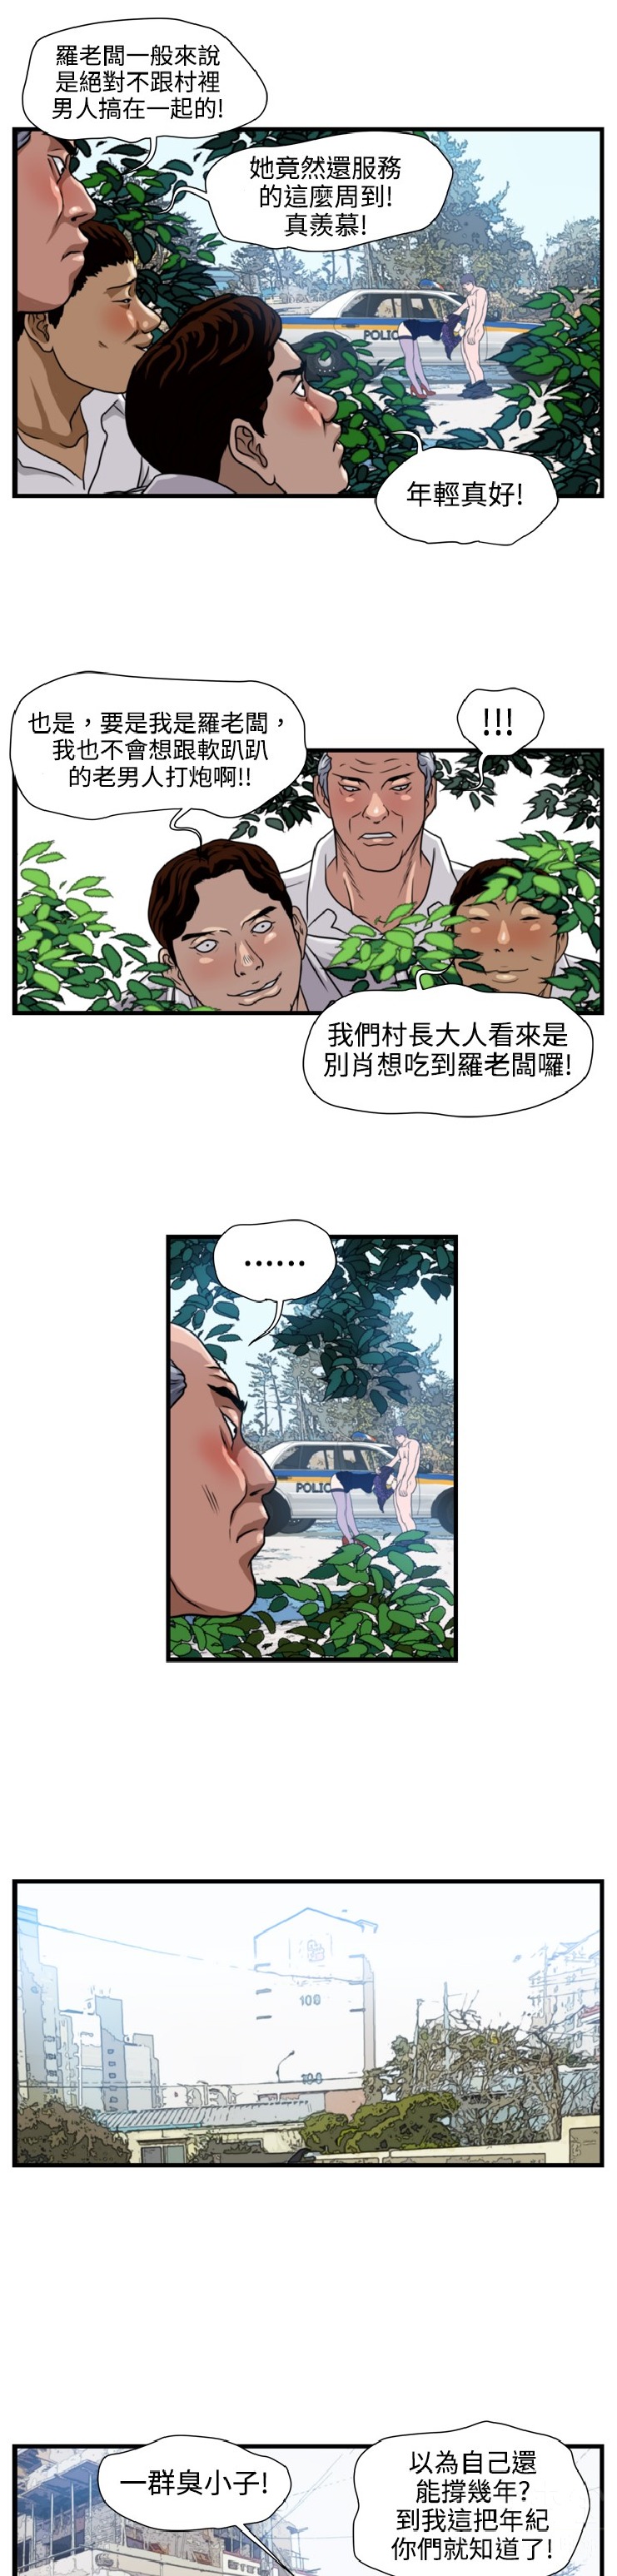 羅老闆一般來說
是絕對不跟村裡
男人搞在一起的!
她竟然還服務
的這麼周到!
真羨慕!
POLIC
年輕真好!
也是，要是我是羅老闆，
我也不會想跟軟趴趴
的老男人打炮啊!!
!!!
我們村長大人看來是
別肖想吃到羅老闆囉!
......
POLIC
108
108
一群臭小子!
以為自己還
能撐幾年?
到我這把年紀
你們就知道了!